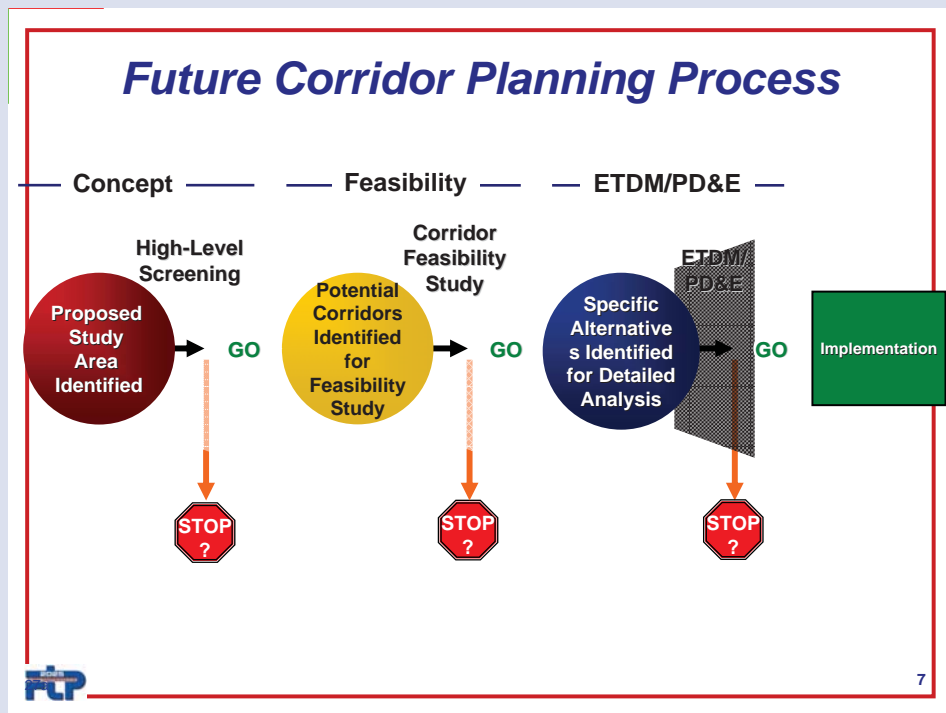 Future Corridor Planning Process
Concept
Feasibility
ETDM/PD&E
High-Level
Screening
Corridor
Feasibility
Study
ETDM/
PD&E
Proposed
Study
Area
Identified
GO
Potential
Corridors
Identified
for
Feasibility
Study
GO
Specific
Alternative
s Identified
for Detailed
Analysis
GO
Implementation
STOP
?
STOP
?
STOP
?
2025
FTP
7